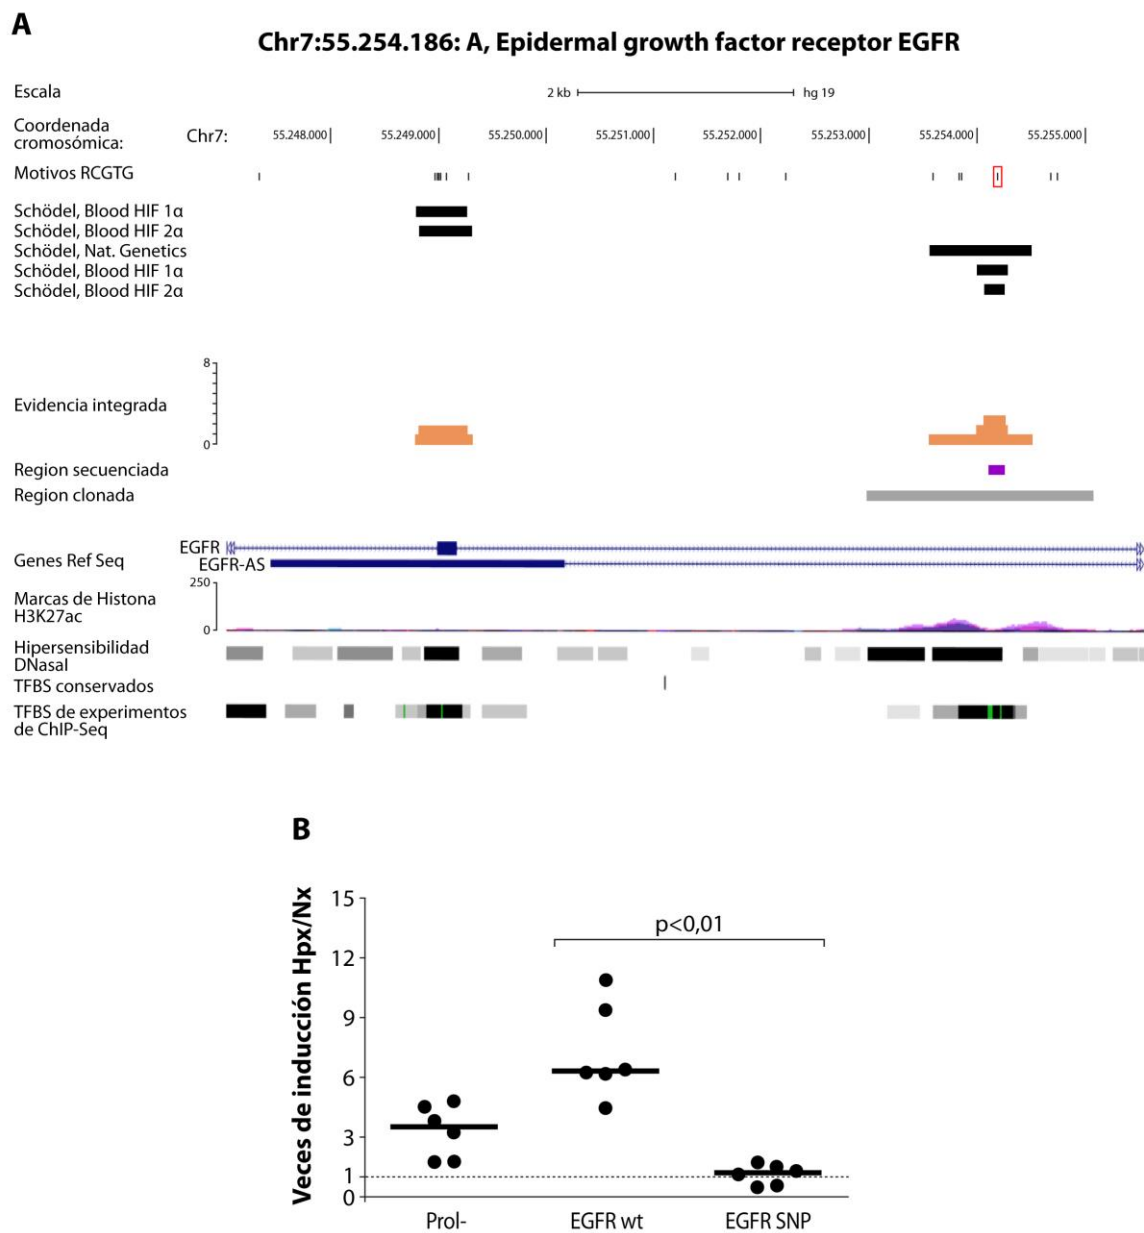 A
Chr7:55.254.186: A, Epidermal growth factor receptor EGFR
Escala
2 kb
hg 19
Coordenada
cromosómica:
Chr7:
55.248.000
55.249.000
55.250.000
55.251.000
55.252.000
55.253.000
55.254.000
55.255.000
Motivos RCGTG
Schödel, Blood HIF 1α
Schödel, Blood HIF 2α
Schödel, Nat. Genetics
Schödel, Blood HIF 1α
Schödel, Blood HIF 2α
8
Evidencia integrada
0
Region secuenciada
Region clonada
EGFR
Genes Ref Seq
EGFR-AS
250
Marcas de Histona
H3K27ac
0
Hipersensibilidad
DNasaI
TFBS conservados
TFBS de experimentos
de ChIP-Seq
B
Veces de inducción Hpx/Nx
15
12
9
6
3
1
0
p<0,01
Prol-
EGFR wt
EGFR SNP